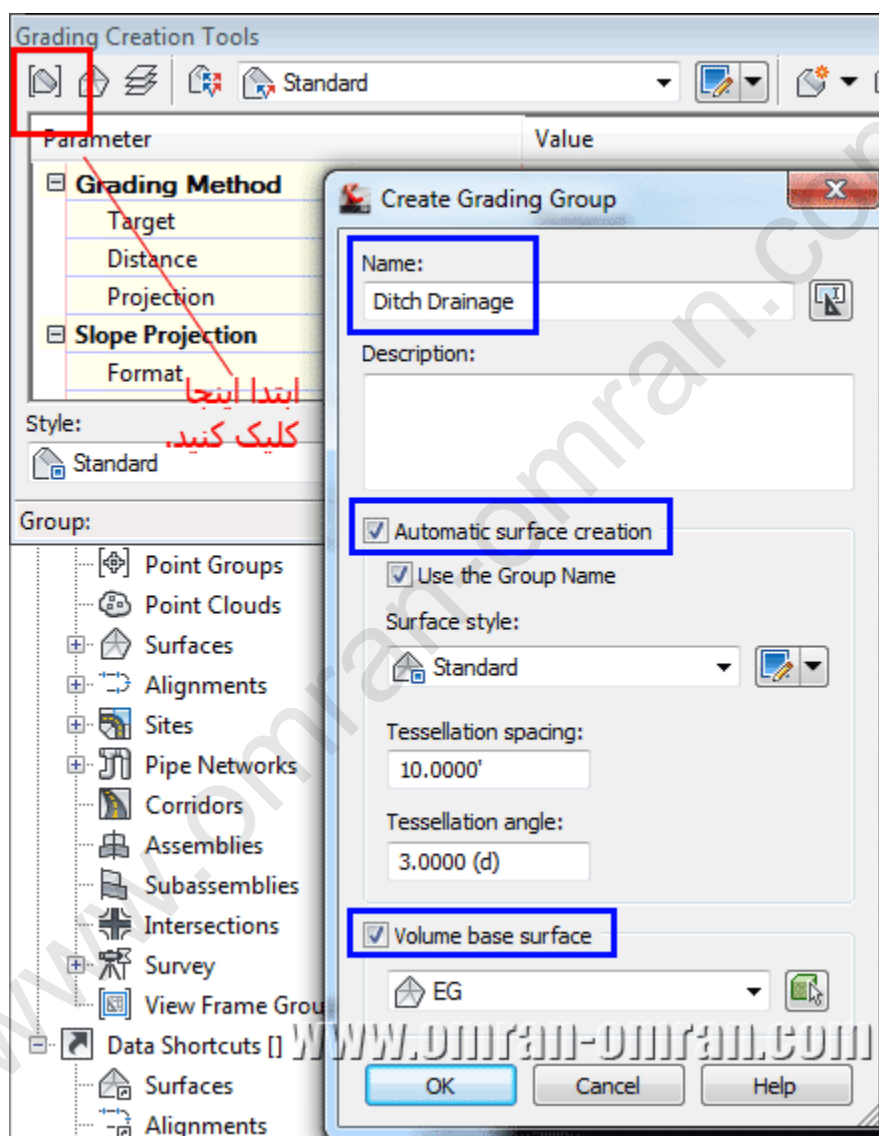 Grading Creation Tools
Standard
Parameter
Value
Grading Method
Target
Distance
Projection
Slope Projection
Format
ابتدا اینجا
کلیک کنید.
Style:
Standard
Group:
Point Groups
Point Clouds
Surfaces
Alignments
Sites
Pipe Networks
Corridors
Assemblies
Subassemblies
Intersections
Survey
View Frame Grou
Data Shortcuts []
Surfaces
Alignments
Create Grading Group
Name:
Ditch Drainage
Description:
Automatic surface creation
Use the Group Name
Surface style:
Standard
Tessellation spacing:
10.0000'
Tessellation angle:
3.0000 (d)
Volume base surface
EG
OK
Cancel
Help
www.omran-omran.com
www.omran-omran.com